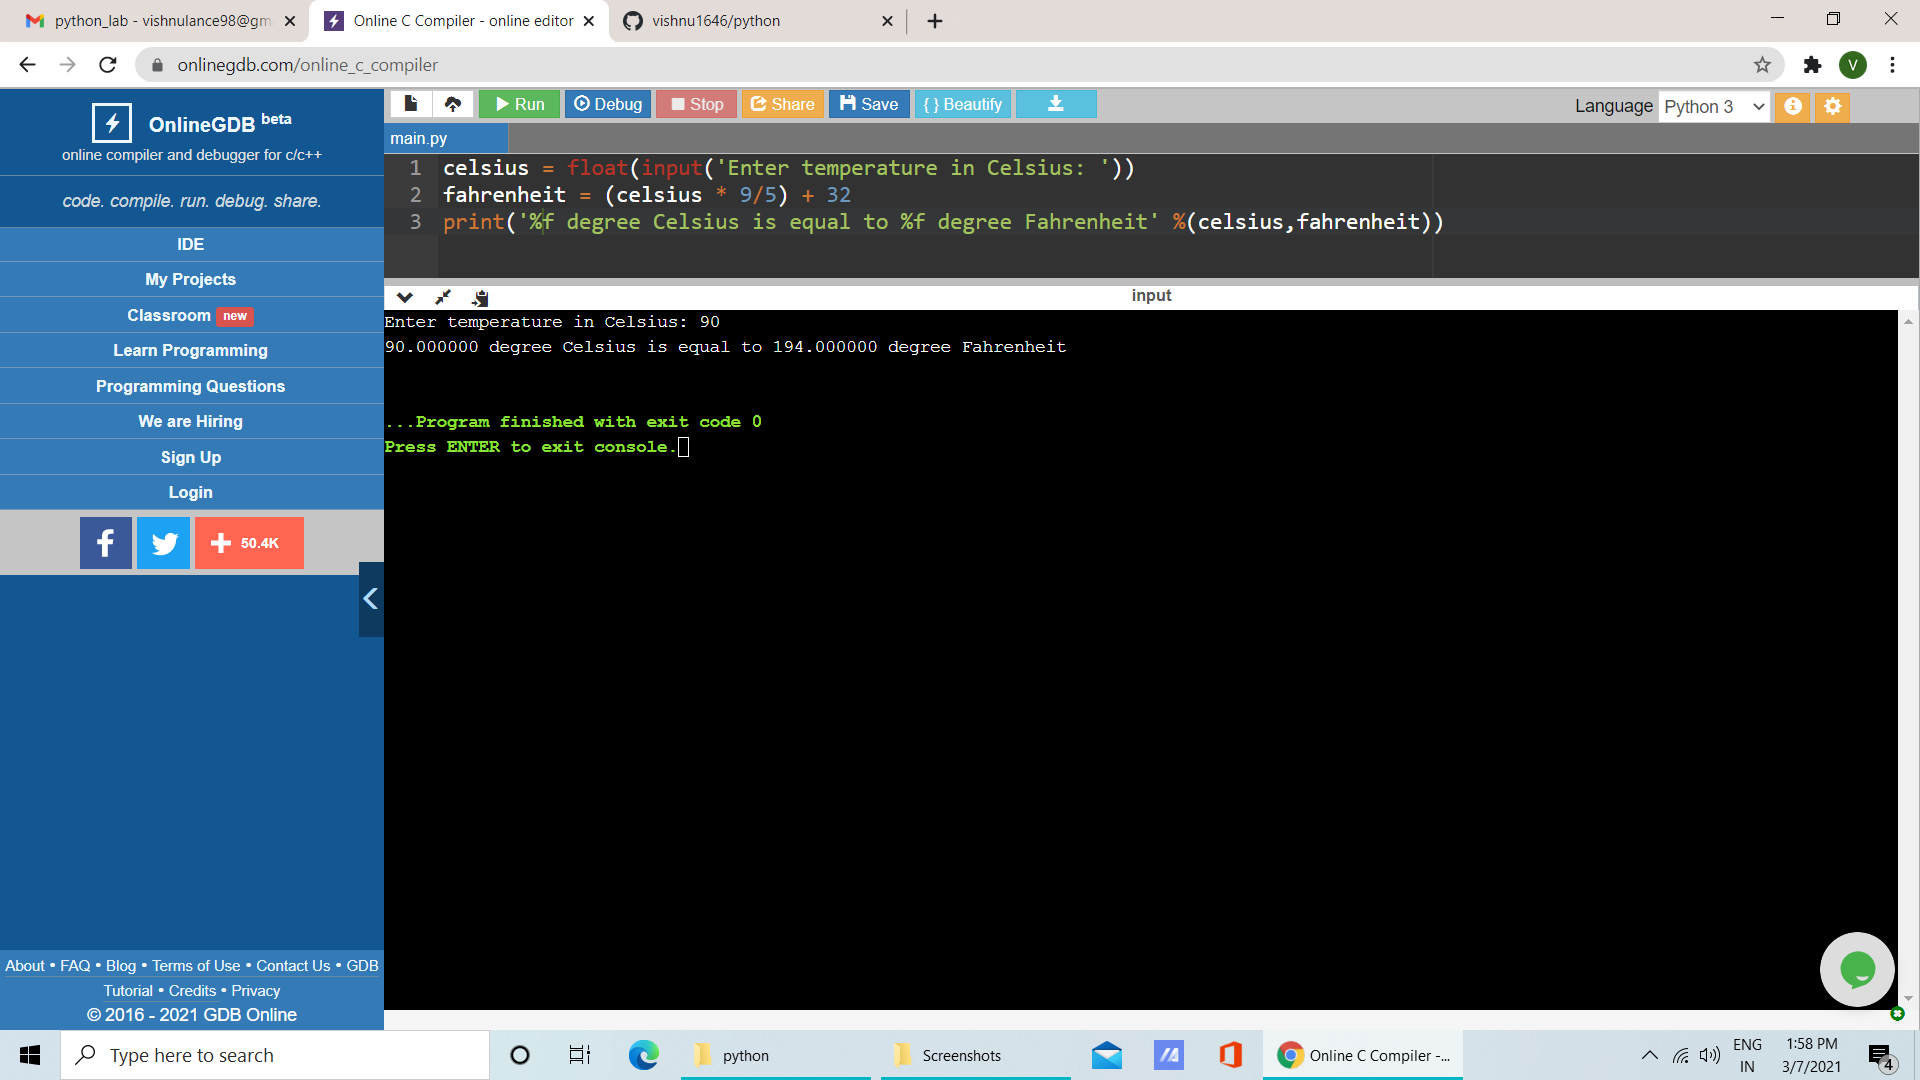 python_lab - vishnulance98@gm
Online C Compiler - online editor
vishnu1646/python
onlinegdb.com/online_c_compiler
V
OnlineGDB beta
online compiler and debugger for c/c++
code. compile. run. debug. share.
IDE
My Projects
Classroom new
Learn Programming
Programming Questions
We are Hiring
Sign Up
Login
50.4K
About • FAQ • Blog • Terms of Use • Contact Us • GDB
Tutorial • Credits • Privacy
© 2016 - 2021 GDB Online
Run Debug Stop Share Save { } Beautify
Language Python 3
main.py
1 celsius = float(input('Enter temperature in Celsius: '))
2 fahrenheit = (celsius * 9/5) + 32
3 print('%f degree Celsius is equal to %f degree Fahrenheit' %(celsius,fahrenheit))
input
Enter temperature in Celsius: 90
90.000000 degree Celsius is equal to 194.000000 degree Fahrenheit
...Program finished with exit code 0
Press ENTER to exit console.
Type here to search
python
Screenshots
Online C Compiler -...
ENG
IN
1:58 PM
3/7/2021
4